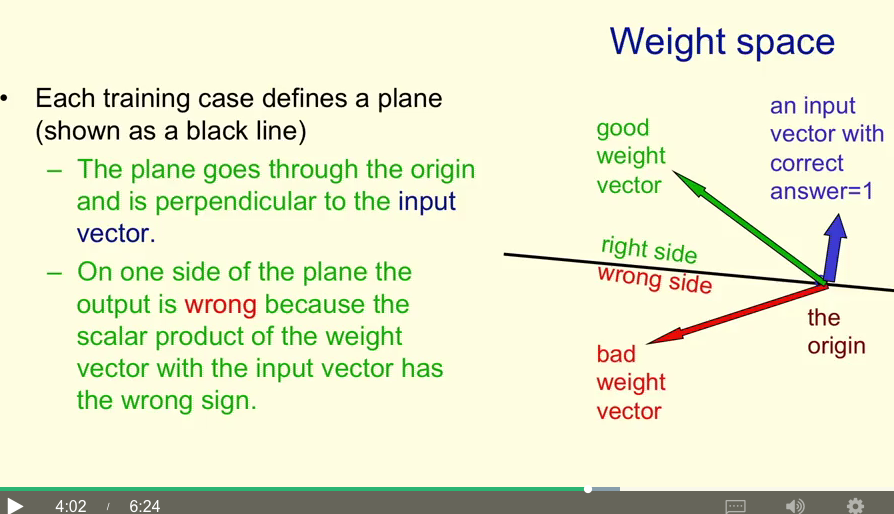 Weight space
• Each training case defines a plane
(shown as a black line)
– The plane goes through the origin
and is perpendicular to the input
vector.
– On one side of the plane the
output is wrong because the
scalar product of the weight
vector with the input vector has
the wrong sign.
good
weight
vector
an input
vector with
correct
answer=1
right side
wrong side
the
origin
bad
weight
vector
4:02 / 6:24